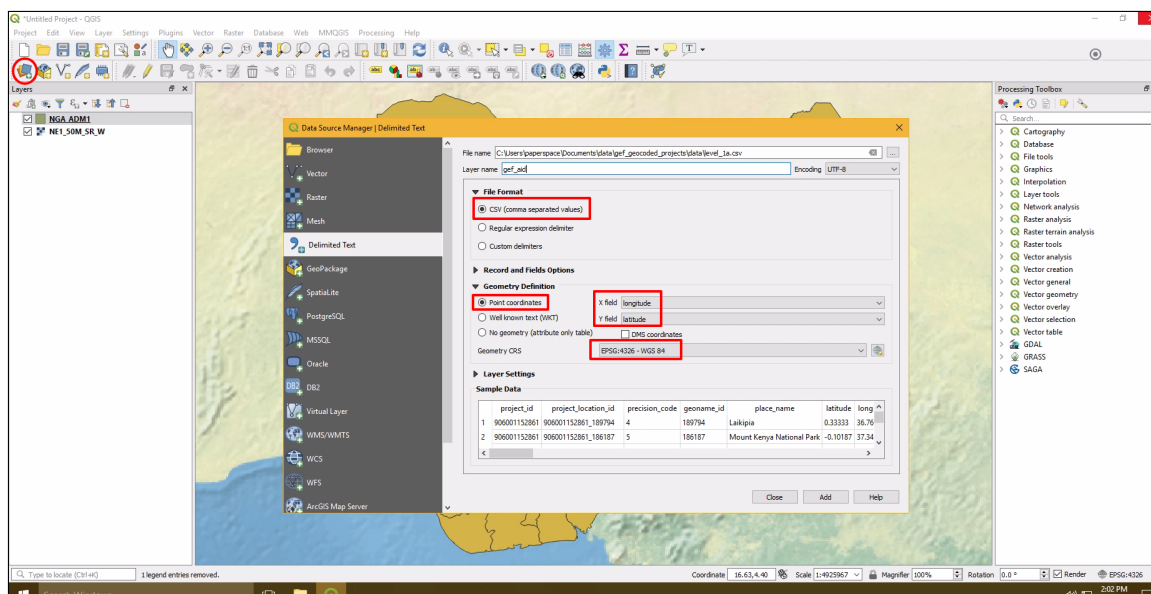 *Untitled Project - QGIS
Project Edit View Layer Settings Plugins Vector Raster Database Web MMQGIS Processing Help
Layers
NGA ADM1
NE1_50M_SR_W
Data Source Manager | Delimited Text
Browser
Vector
Raster
Mesh
Delimited Text
GeoPackage
SpatiaLite
PostgreSQL
MSSQL
Oracle
DB2 DB2
Virtual Layer
WMS/WMTS
WCS
WFS
ArcGIS Map Server
File name C:\Users\paperspace\Documents\data\gef_geocoded_projects\data\level_1a.csv ...
Layer name gef_aid Encoding UTF-8
File Format
CSV (comma separated values)
Regular expression delimiter
Custom delimiters
Record and Fields Options
Geometry Definition
Point coordinates X field longitude
Well known text (WKT) Y field latitude
No geometry (attribute only table) DMS coordinates
Geometry CRS EPSG:4326 - WGS 84
Layer Settings
Sample Data
project_id project_location_id precision_code geoname_id place_name latitude long
1 906001152861 906001152861_189794 4 189794 Laikipia 0.33333 36.76
2 906001152861 906001152861_186187 5 186187 Mount Kenya National Park -0.10187 37.34
Close Add Help
Processing Toolbox
Search...
Cartography
Database
File tools
Graphics
Interpolation
Layer tools
Network analysis
Raster analysis
Raster terrain analysis
Raster tools
Vector analysis
Vector creation
Vector general
Vector geometry
Vector overlay
Vector selection
Vector table
GDAL
GRASS
SAGA
Type to locate (Ctrl+K) 1 legend entries removed. Coordinate 16.63,4.40 Scale 1:4925967 Magnifier 100% Rotation 0.0 ° Render EPSG:4326
2:02 PM